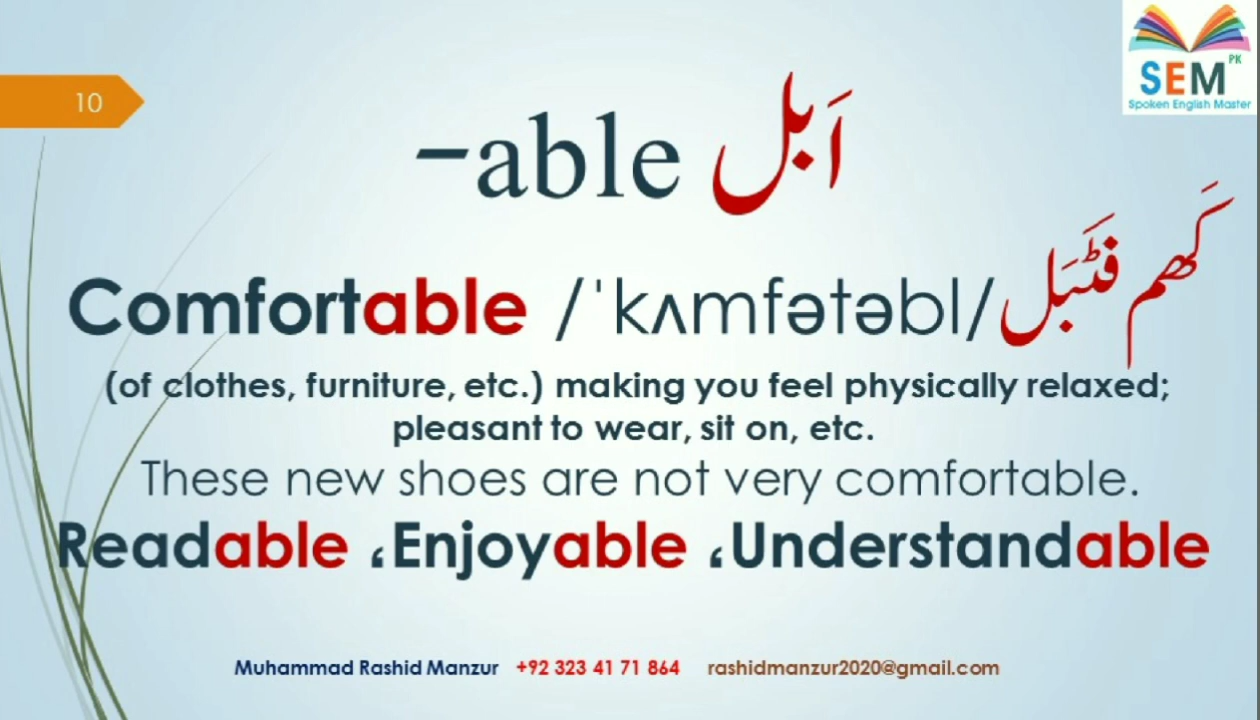 10
SEM PK
Spoken English Master
–able اَبل
Comfortable /ˈkʌmfətəbl/ کَھم فَٹَبَل
(of clothes, furniture, etc.) making you feel physically relaxed;
pleasant to wear, sit on, etc.
These new shoes are not very comfortable.
Readable ،Enjoyable ،Understandable
Muhammad Rashid Manzur +92 323 41 71 864 rashidmanzur2020@gmail.com